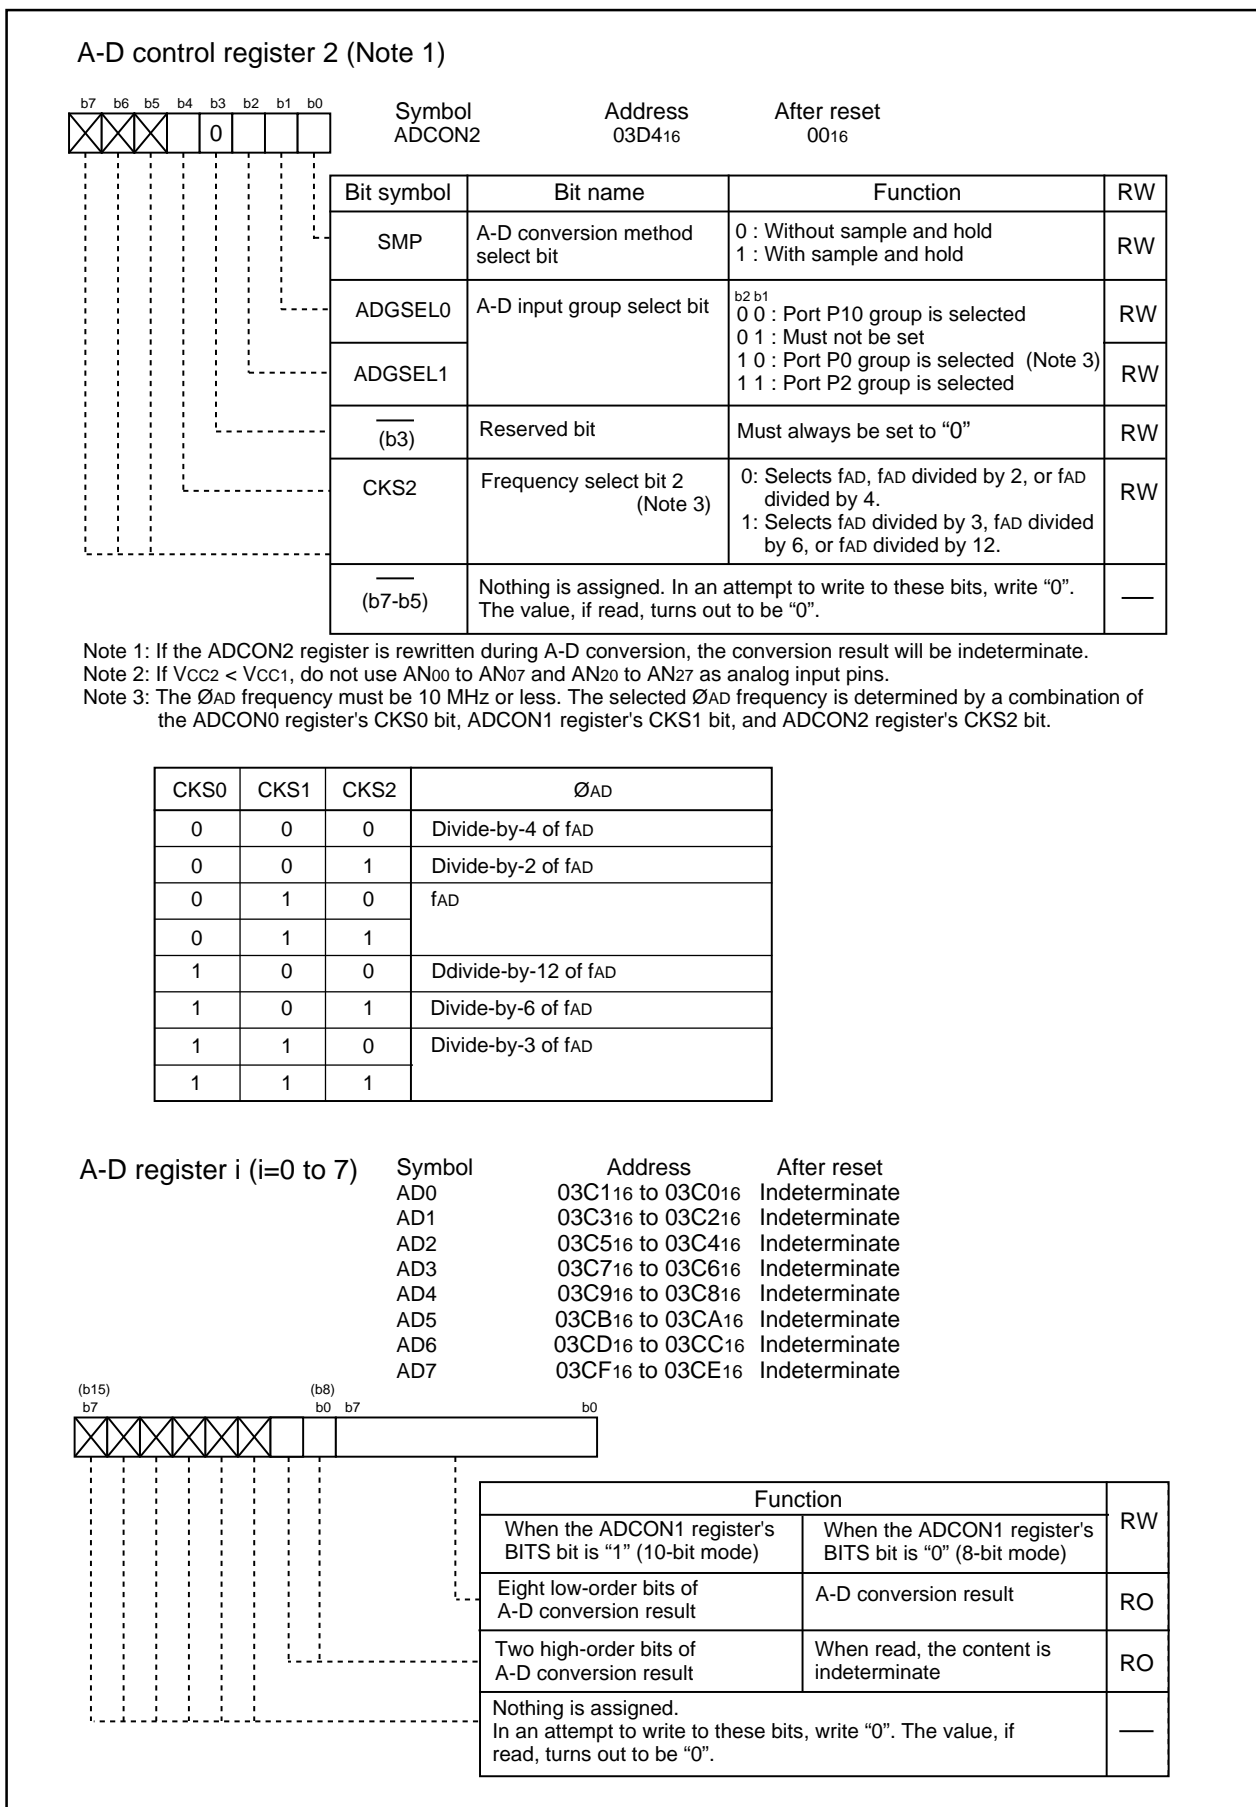 A-D control register 2 (Note 1)
b7 b6 b5 b4 b3 b2 b1 b0
0
Symbol Address After reset
ADCON2 03D416 0016
Bit symbol Bit name Function RW
SMP A-D conversion method select bit 0 : Without sample and hold RW
1 : With sample and hold
ADGSEL0 A-D input group select bit b2 b1
0 0 : Port P10 group is selected RW
0 1 : Must not be set
ADGSEL1 1 0 : Port P0 group is selected (Note 3)
1 1 : Port P2 group is selected RW
(b3) Reserved bit Must always be set to “0” RW
CKS2 Frequency select bit 2 (Note 3) 0: Selects fAD, fAD divided by 2, or fAD RW
divided by 4.
1: Selects fAD divided by 3, fAD divided
by 6, or fAD divided by 12.
(b7-b5) Nothing is assigned. In an attempt to write to these bits, write “0”. —
The value, if read, turns out to be “0”.
Note 1: If the ADCON2 register is rewritten during A-D conversion, the conversion result will be indeterminate.
Note 2: If VCC2 < VCC1, do not use AN00 to AN07 and AN20 to AN27 as analog input pins.
Note 3: The ØAD frequency must be 10 MHz or less. The selected ØAD frequency is determined by a combination of
the ADCON0 register's CKS0 bit, ADCON1 register's CKS1 bit, and ADCON2 register's CKS2 bit.
CKS0 CKS1 CKS2 ØAD
0 0 0 Divide-by-4 of fAD
0 0 1 Divide-by-2 of fAD
0 1 0 fAD
0 1 1
1 0 0 Ddivide-by-12 of fAD
1 0 1 Divide-by-6 of fAD
1 1 0 Divide-by-3 of fAD
1 1 1
A-D register i (i=0 to 7)
Symbol Address After reset
AD0 03C116 to 03C016 Indeterminate
AD1 03C316 to 03C216 Indeterminate
AD2 03C516 to 03C416 Indeterminate
AD3 03C716 to 03C616 Indeterminate
AD4 03C916 to 03C816 Indeterminate
AD5 03CB16 to 03CA16 Indeterminate
AD6 03CD16 to 03CC16 Indeterminate
AD7 03CF16 to 03CE16 Indeterminate
(b15) (b8)
b7 b0 b7 b0
Function RW
When the ADCON1 register's When the ADCON1 register's
BITS bit is “1” (10-bit mode) BITS bit is “0” (8-bit mode)
Eight low-order bits of A-D conversion result RO
A-D conversion result
Two high-order bits of When read, the content is RO
A-D conversion result indeterminate
Nothing is assigned.
In an attempt to write to these bits, write “0”. The value, if —
read, turns out to be “0”.